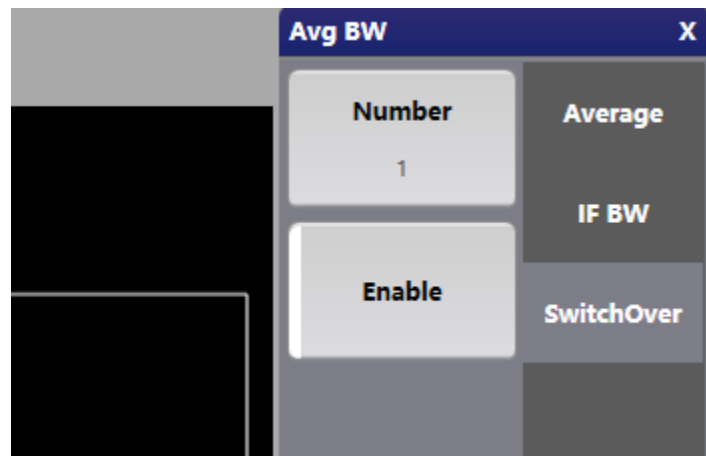 Avg BW X
Number
1
Enable
Average
IF BW
SwitchOver